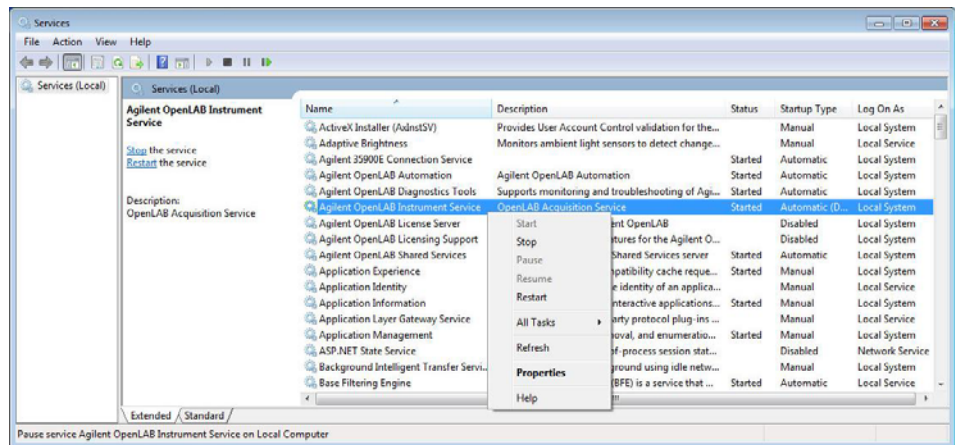 Services
File Action View Help
Services (Local)
Services (Local)
Agilent OpenLAB Instrument
Service
Stop the service
Restart the service
Description:
OpenLAB Acquisition Service
Name Description Status Startup Type Log On As
ActiveX Installer (AxInstSV) Provides User Account Control validation for the... Manual Local System
Adaptive Brightness Monitors ambient light sensors to detect change... Manual Local Service
Agilent 35900E Connection Service Started Automatic Local System
Agilent OpenLAB Automation Agilent OpenLAB Automation Started Automatic Local System
Agilent OpenLAB Diagnostics Tools Supports monitoring and troubleshooting of Agi... Started Automatic Local System
Agilent OpenLAB Instrument Service OpenLAB Acquisition Service Started Automatic (D... Local System
Agilent OpenLAB License Server ent OpenLAB Disabled Local System
Agilent OpenLAB Licensing Support tures for the Agilent O... Disabled Local System
Agilent OpenLAB Shared Services Shared Services server Started Automatic Local System
Application Experience patibility cache reque... Started Manual Local System
Application Identity e identity of an applica... Manual Local Service
Application Information nteractive applications... Started Manual Local System
Application Layer Gateway Service arty protocol plug-ins ... Manual Local Service
Application Management oval, and enumeratio... Started Manual Local System
ASP.NET State Service of-process session stat... Disabled Network Service
Background Intelligent Transfer Servi... ground using idle netw... Manual Local System
Base Filtering Engine (BFE) is a service that ... Started Automatic Local Service
Start
Stop
Pause
Resume
Restart
All Tasks
Refresh
Properties
Help
Extended Standard
Pause service Agilent OpenLAB Instrument Service on Local Computer